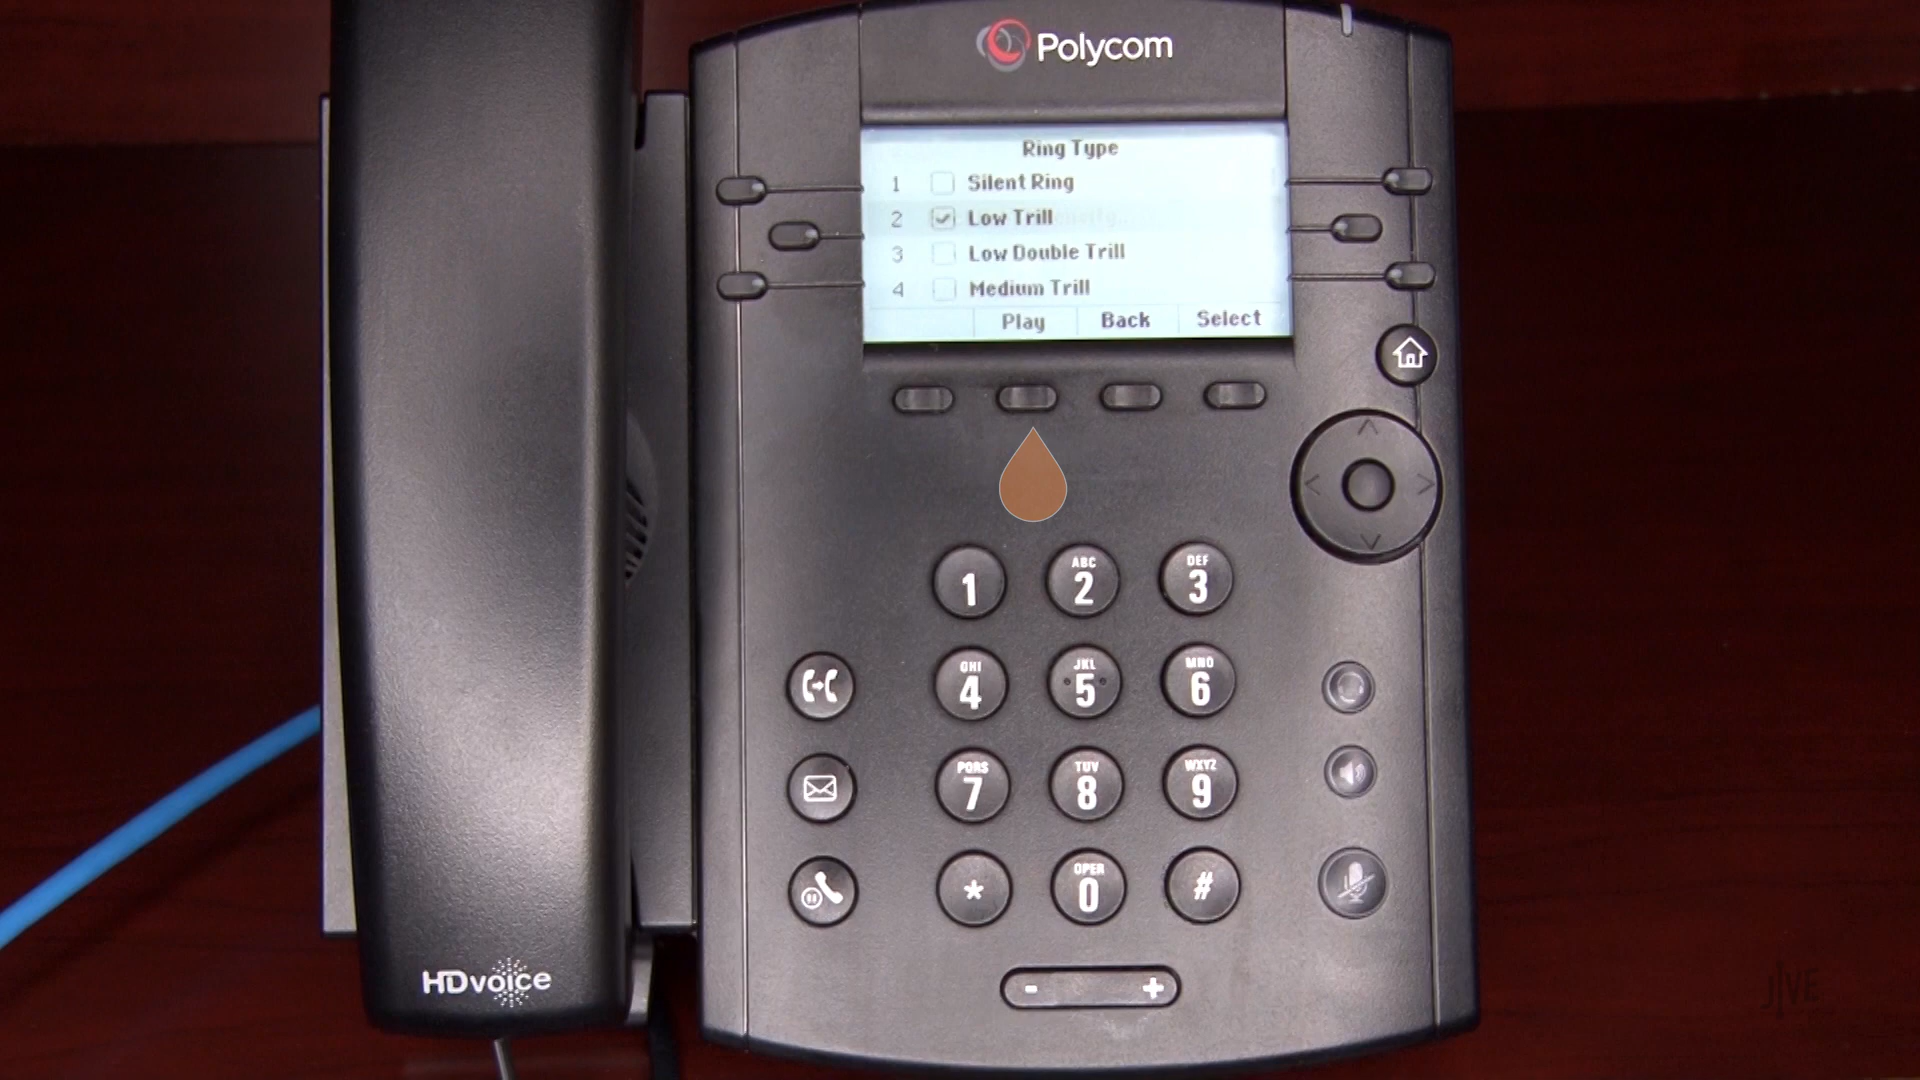 Polycom
Ring Type
1 Silent Ring
2 Low Trill
3 Low Double Trill
4 Medium Trill
Play Back Select
1 ABC 2 DEF 3
GHI 4 JKL 5 MNO 6
PQRS 7 TUV 8 WXYZ 9
* OPER 0 #
HDvoice
- +
JIVE